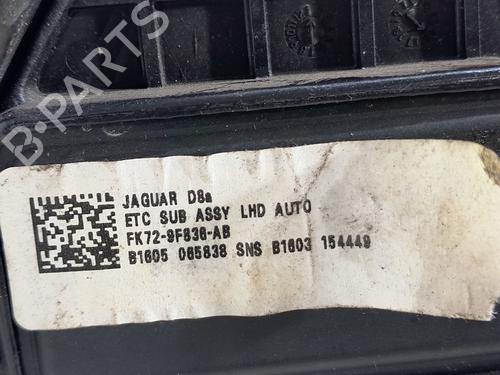 B-PARTS
JAGUAR D8a
ETC SUB ASSY LHD AUTO
FK72-9F836-AB
B1605 065838 SNS B1603 154449